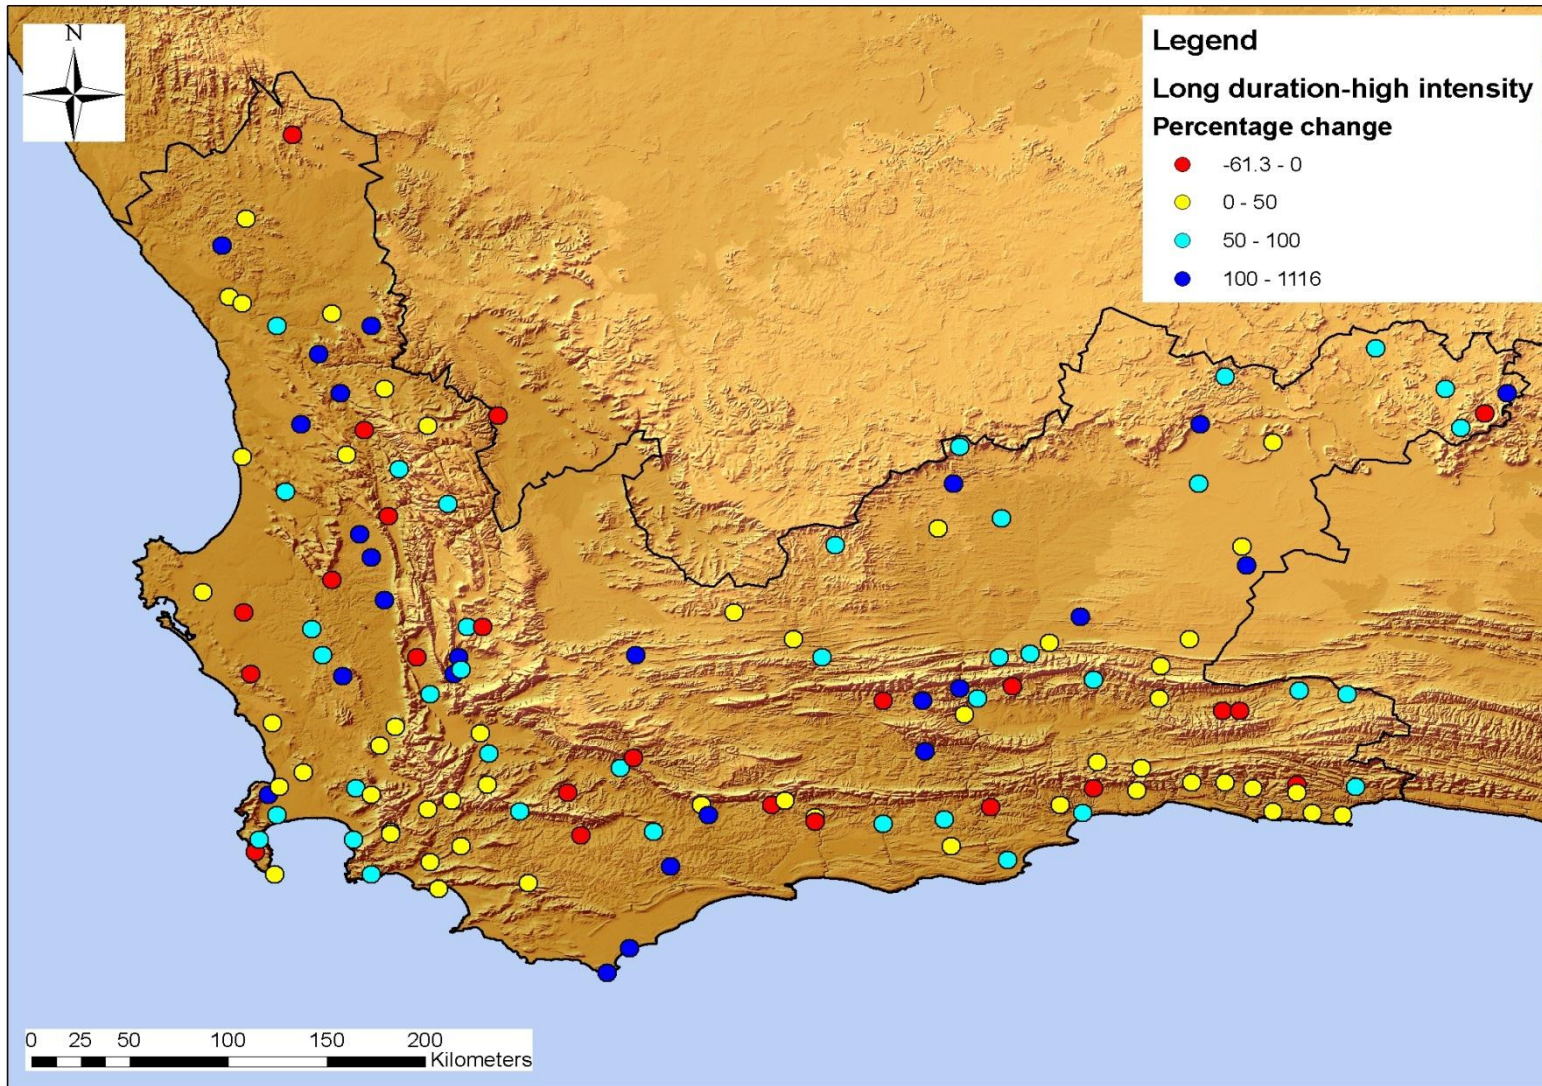 N
Legend
Long duration-high intensity
Percentage change
-61.3 - 0
0 - 50
50 - 100
100 - 1116
0 25 50 100 150 200
Kilometers